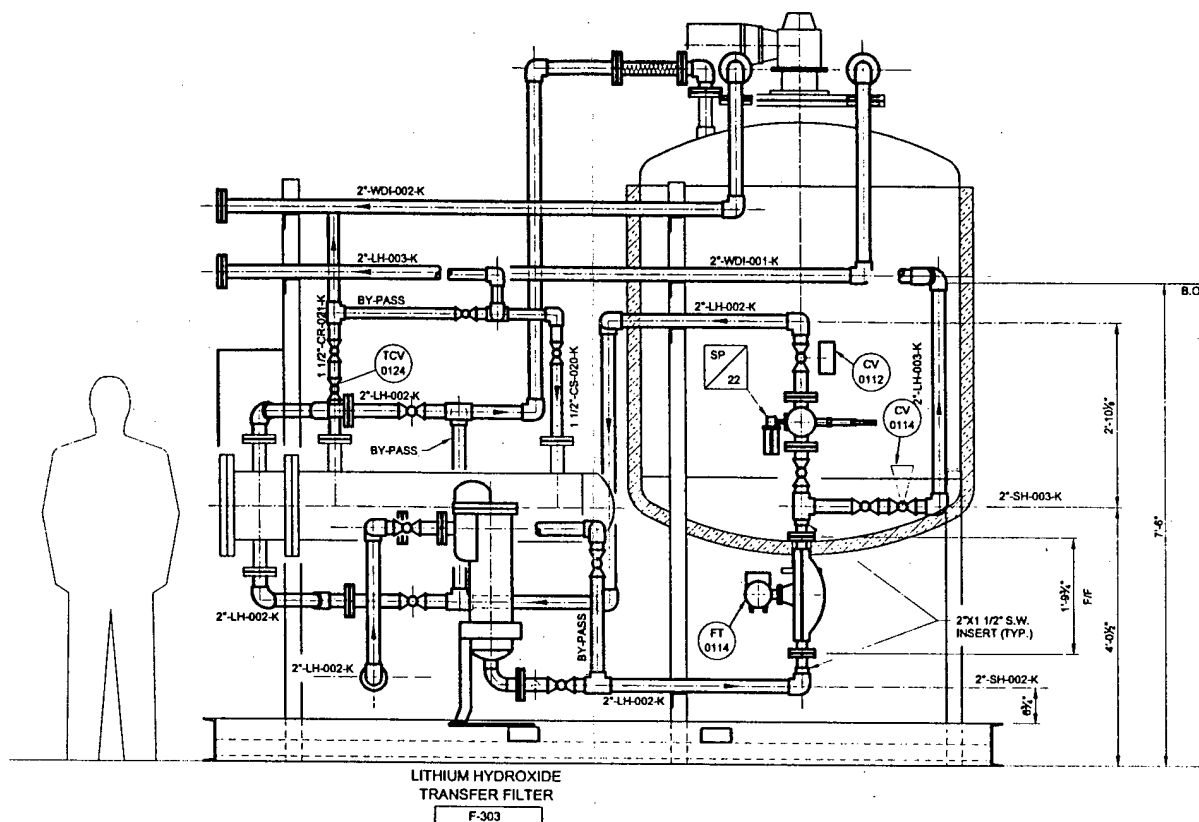 2"-WDI-002-K
2"-LH-003-K
2"-WDI-001-K
B.O
BY-PASS
2"-LH-002-K
1 1/2"-CR-021-K
TCV
0124
SP
22
CV
0112
2"-LH-003-K
1 1/2"-CS-020-K
2"-LH-002-K
CV
0114
2'-10⅛"
BY-PASS
2"-SH-003-K
7'-6"
1'-9¾"
F/F
4'-0½"
2"-LH-002-K
BY-PASS
FT
0114
2"X1 1/2" S.W.
INSERT (TYP.)
2"-LH-002-K
2"-LH-002-K
2"-SH-002-K
6¾"
LITHIUM HYDROXIDE
TRANSFER FILTER
F-303